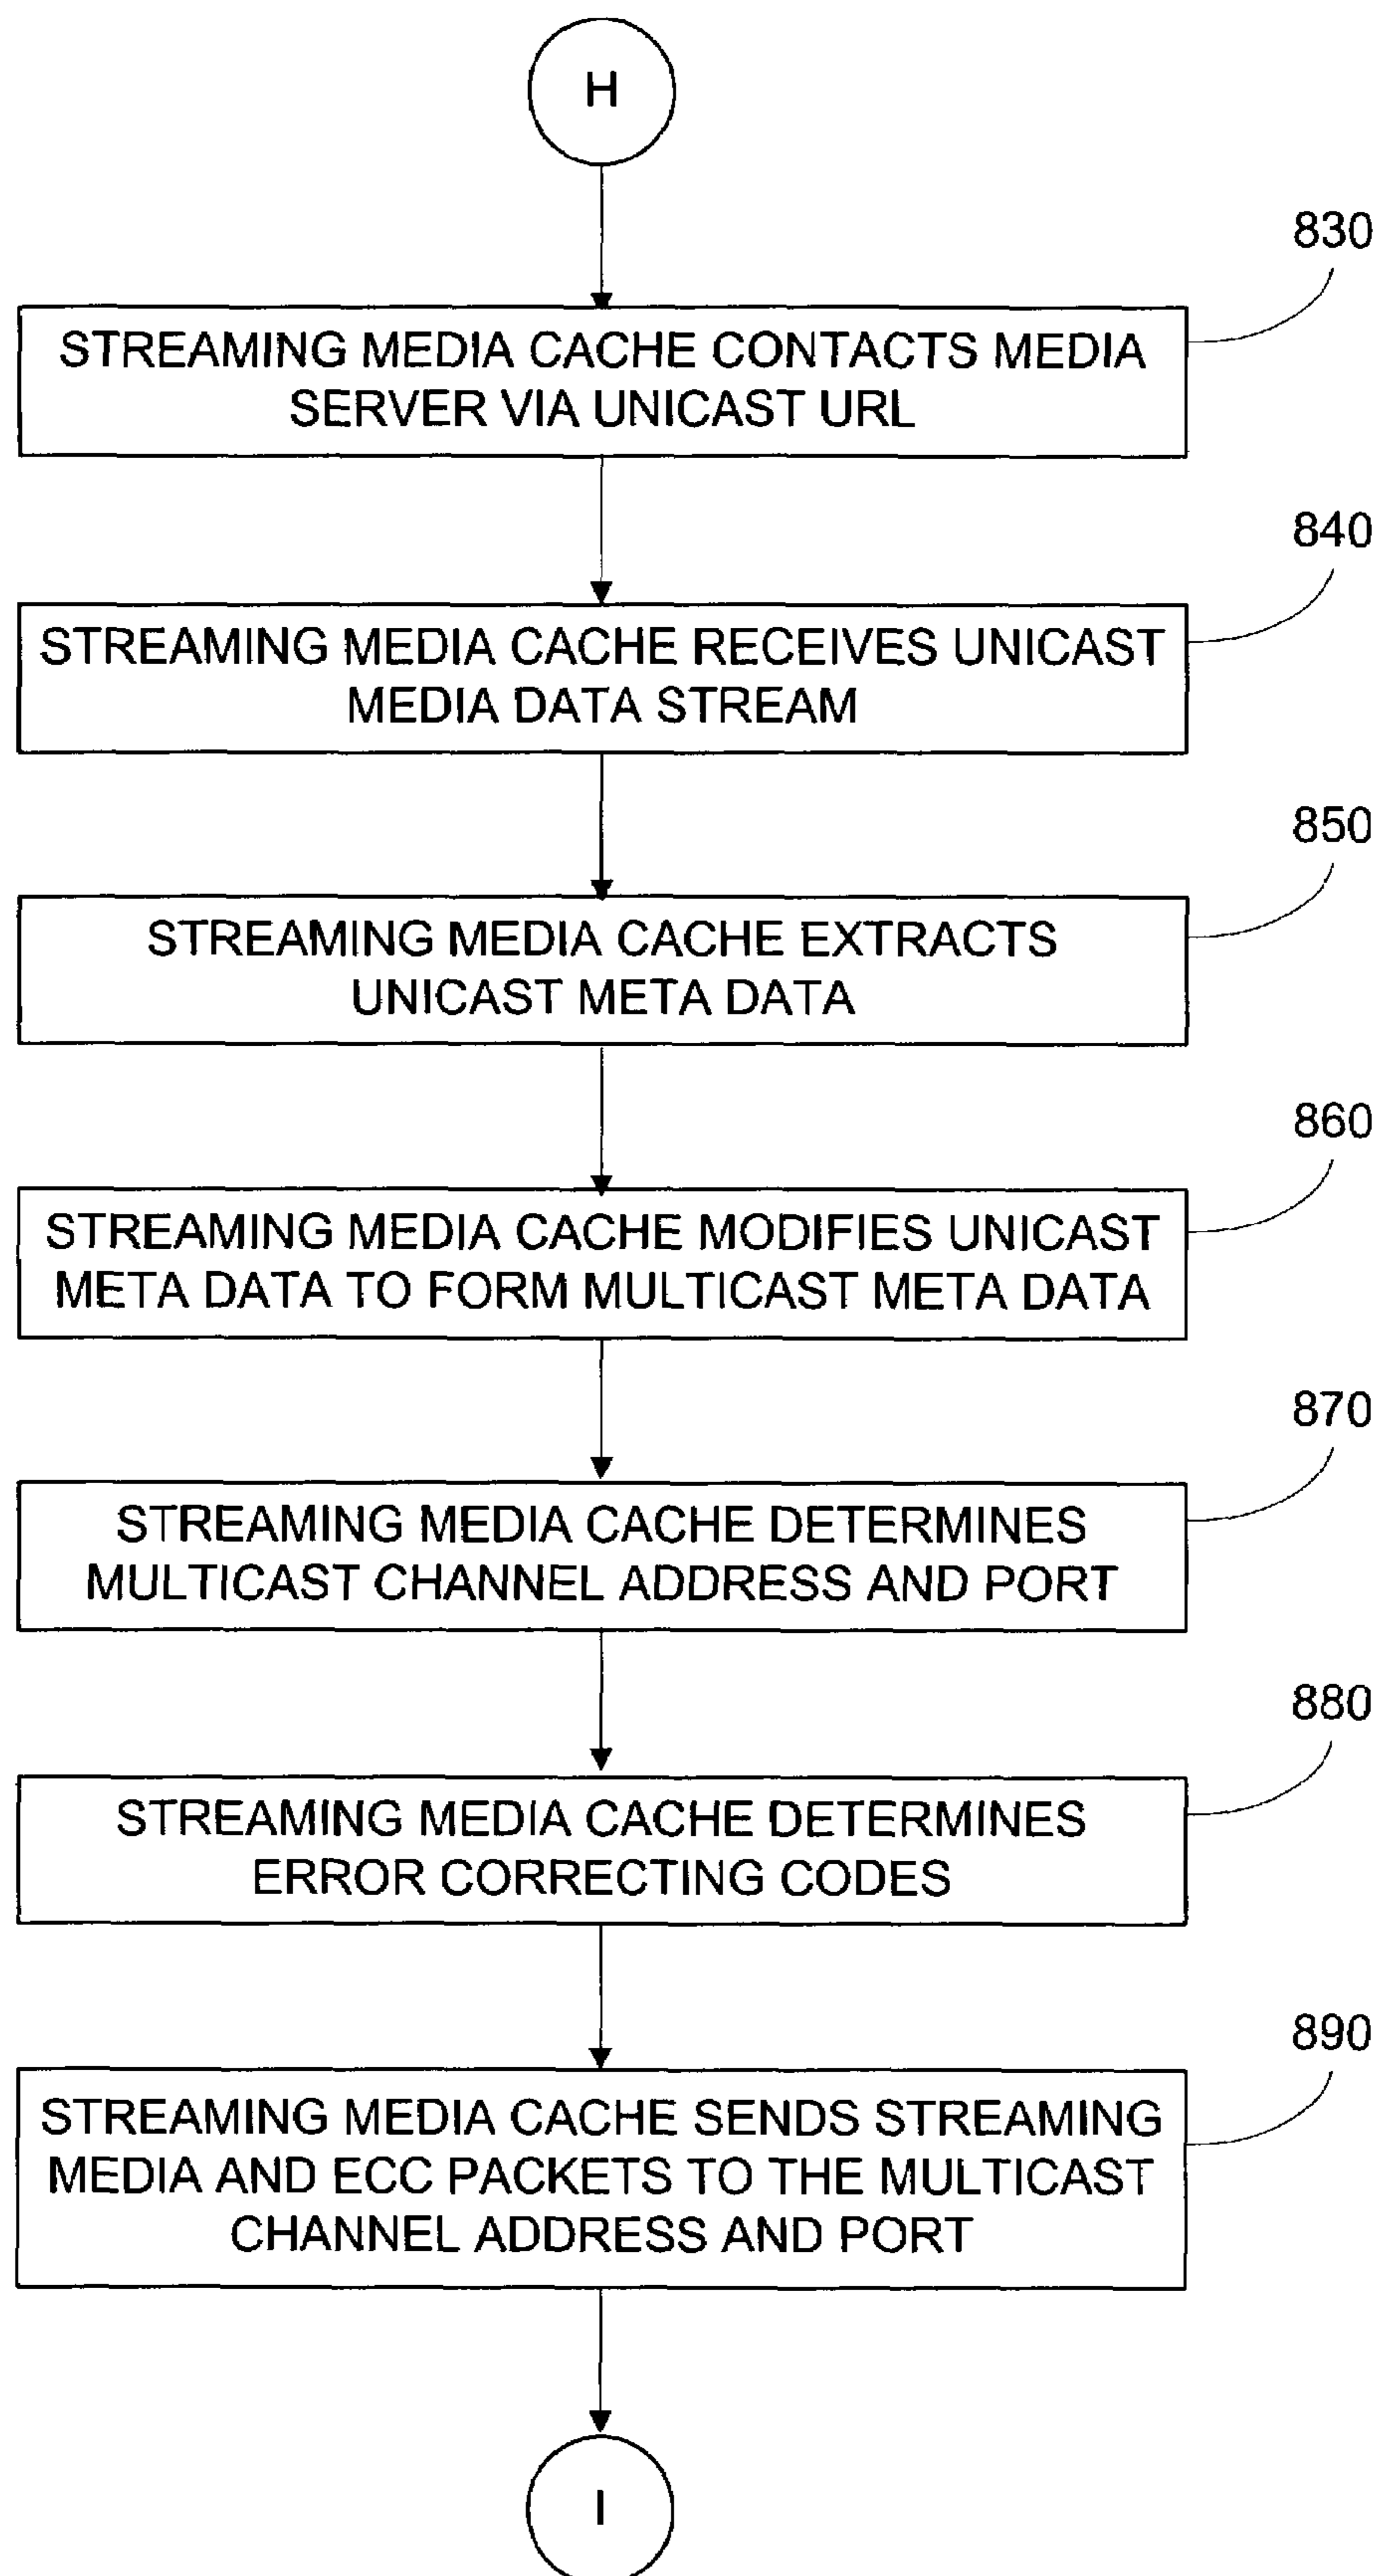 H
830
STREAMING MEDIA CACHE CONTACTS MEDIA
SERVER VIA UNICAST URL
840
STREAMING MEDIA CACHE RECEIVES UNICAST
MEDIA DATA STREAM
850
STREAMING MEDIA CACHE EXTRACTS
UNICAST META DATA
860
STREAMING MEDIA CACHE MODIFIES UNICAST
META DATA TO FORM MULTICAST META DATA
870
STREAMING MEDIA CACHE DETERMINES
MULTICAST CHANNEL ADDRESS AND PORT
880
STREAMING MEDIA CACHE DETERMINES
ERROR CORRECTING CODES
890
STREAMING MEDIA CACHE SENDS STREAMING
MEDIA AND ECC PACKETS TO THE MULTICAST
CHANNEL ADDRESS AND PORT
I